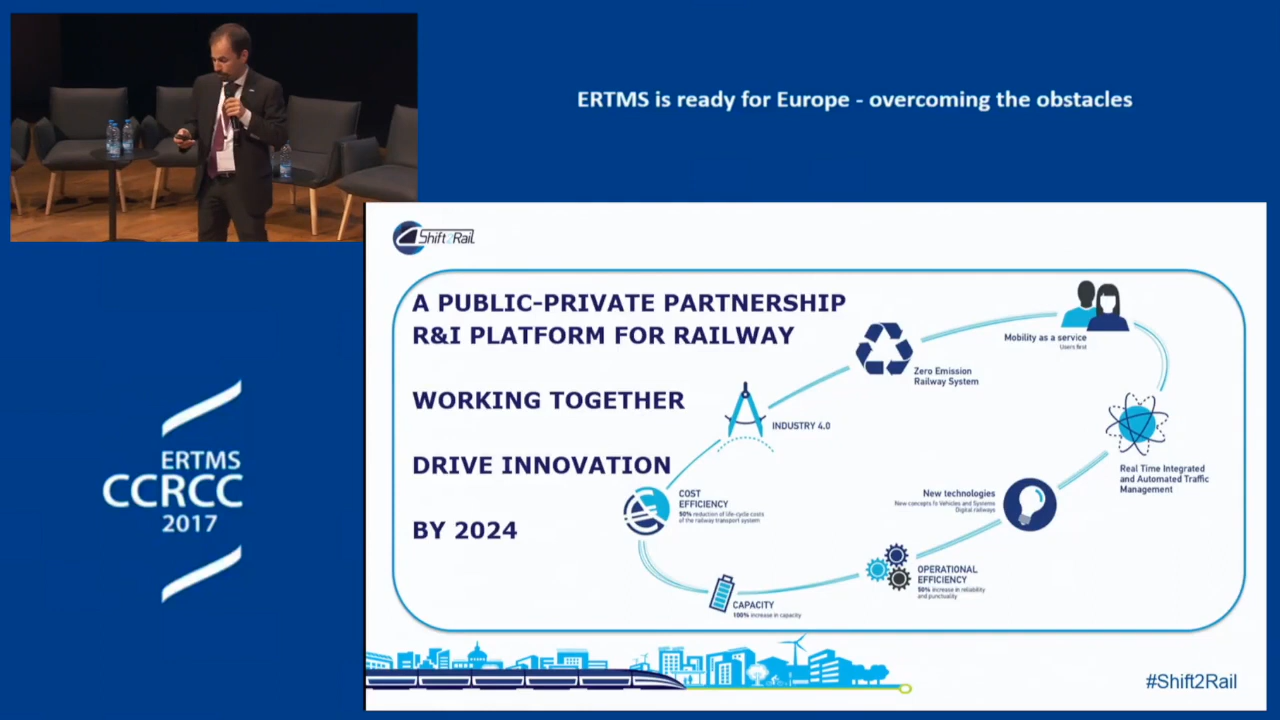 ERTMS is ready for Europe - overcoming the obstacles
Shift2Rail
A PUBLIC-PRIVATE PARTNERSHIP
R&I PLATFORM FOR RAILWAY
WORKING TOGETHER
DRIVE INNOVATION
BY 2024
Mobility as a service
Users first
Zero Emission
Railway System
INDUSTRY 4.0
Real Time Integrated
and Automated Traffic
Management
COST
EFFICIENCY
50% reduction of life-cycle costs
of the railway transport system
New technologies
New concepts fo Vehicles and Systems
Digital railways
OPERATIONAL
EFFICIENCY
50% increase in reliability
and punctuality
CAPACITY
100% increase in capacity
#Shift2Rail
ERTMS
CCRCC
2017